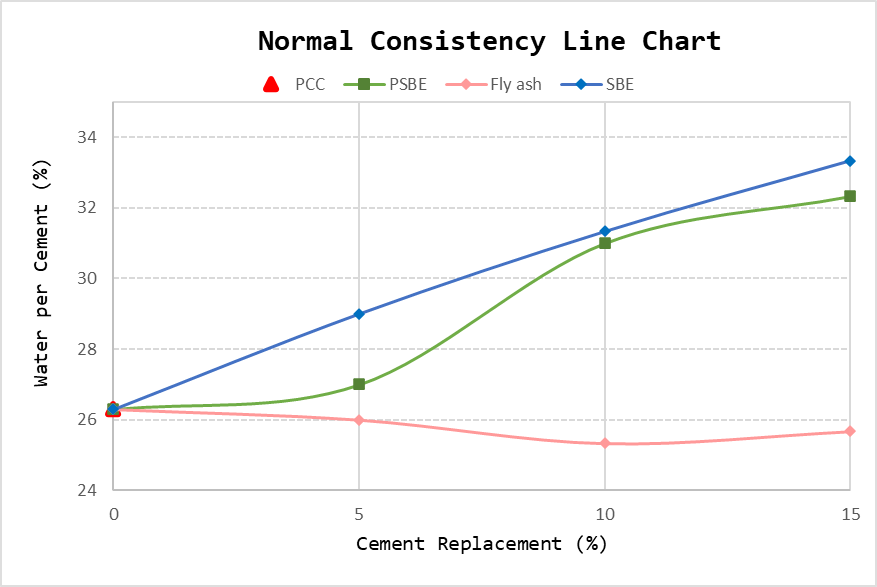 Normal Consistency Line Chart
PCC PSBE Fly ash SBE
Water per Cement (%)
34
32
30
28
26
24
0 5 10 15
Cement Replacement (%)